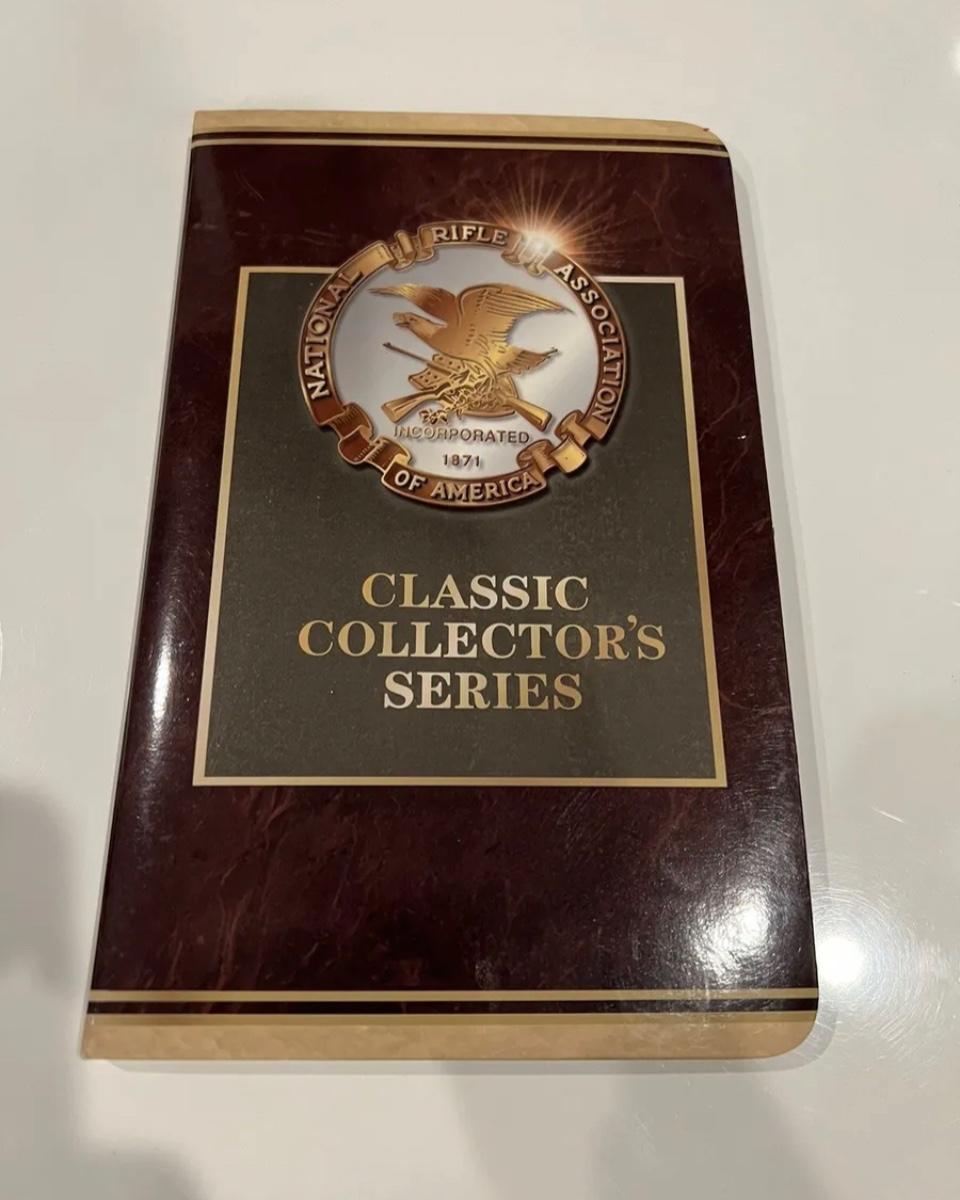 NATIONAL RIFLE ASSOCIATION
INCORPORATED
1871
OF AMERICA
CLASSIC
COLLECTOR'S
SERIES